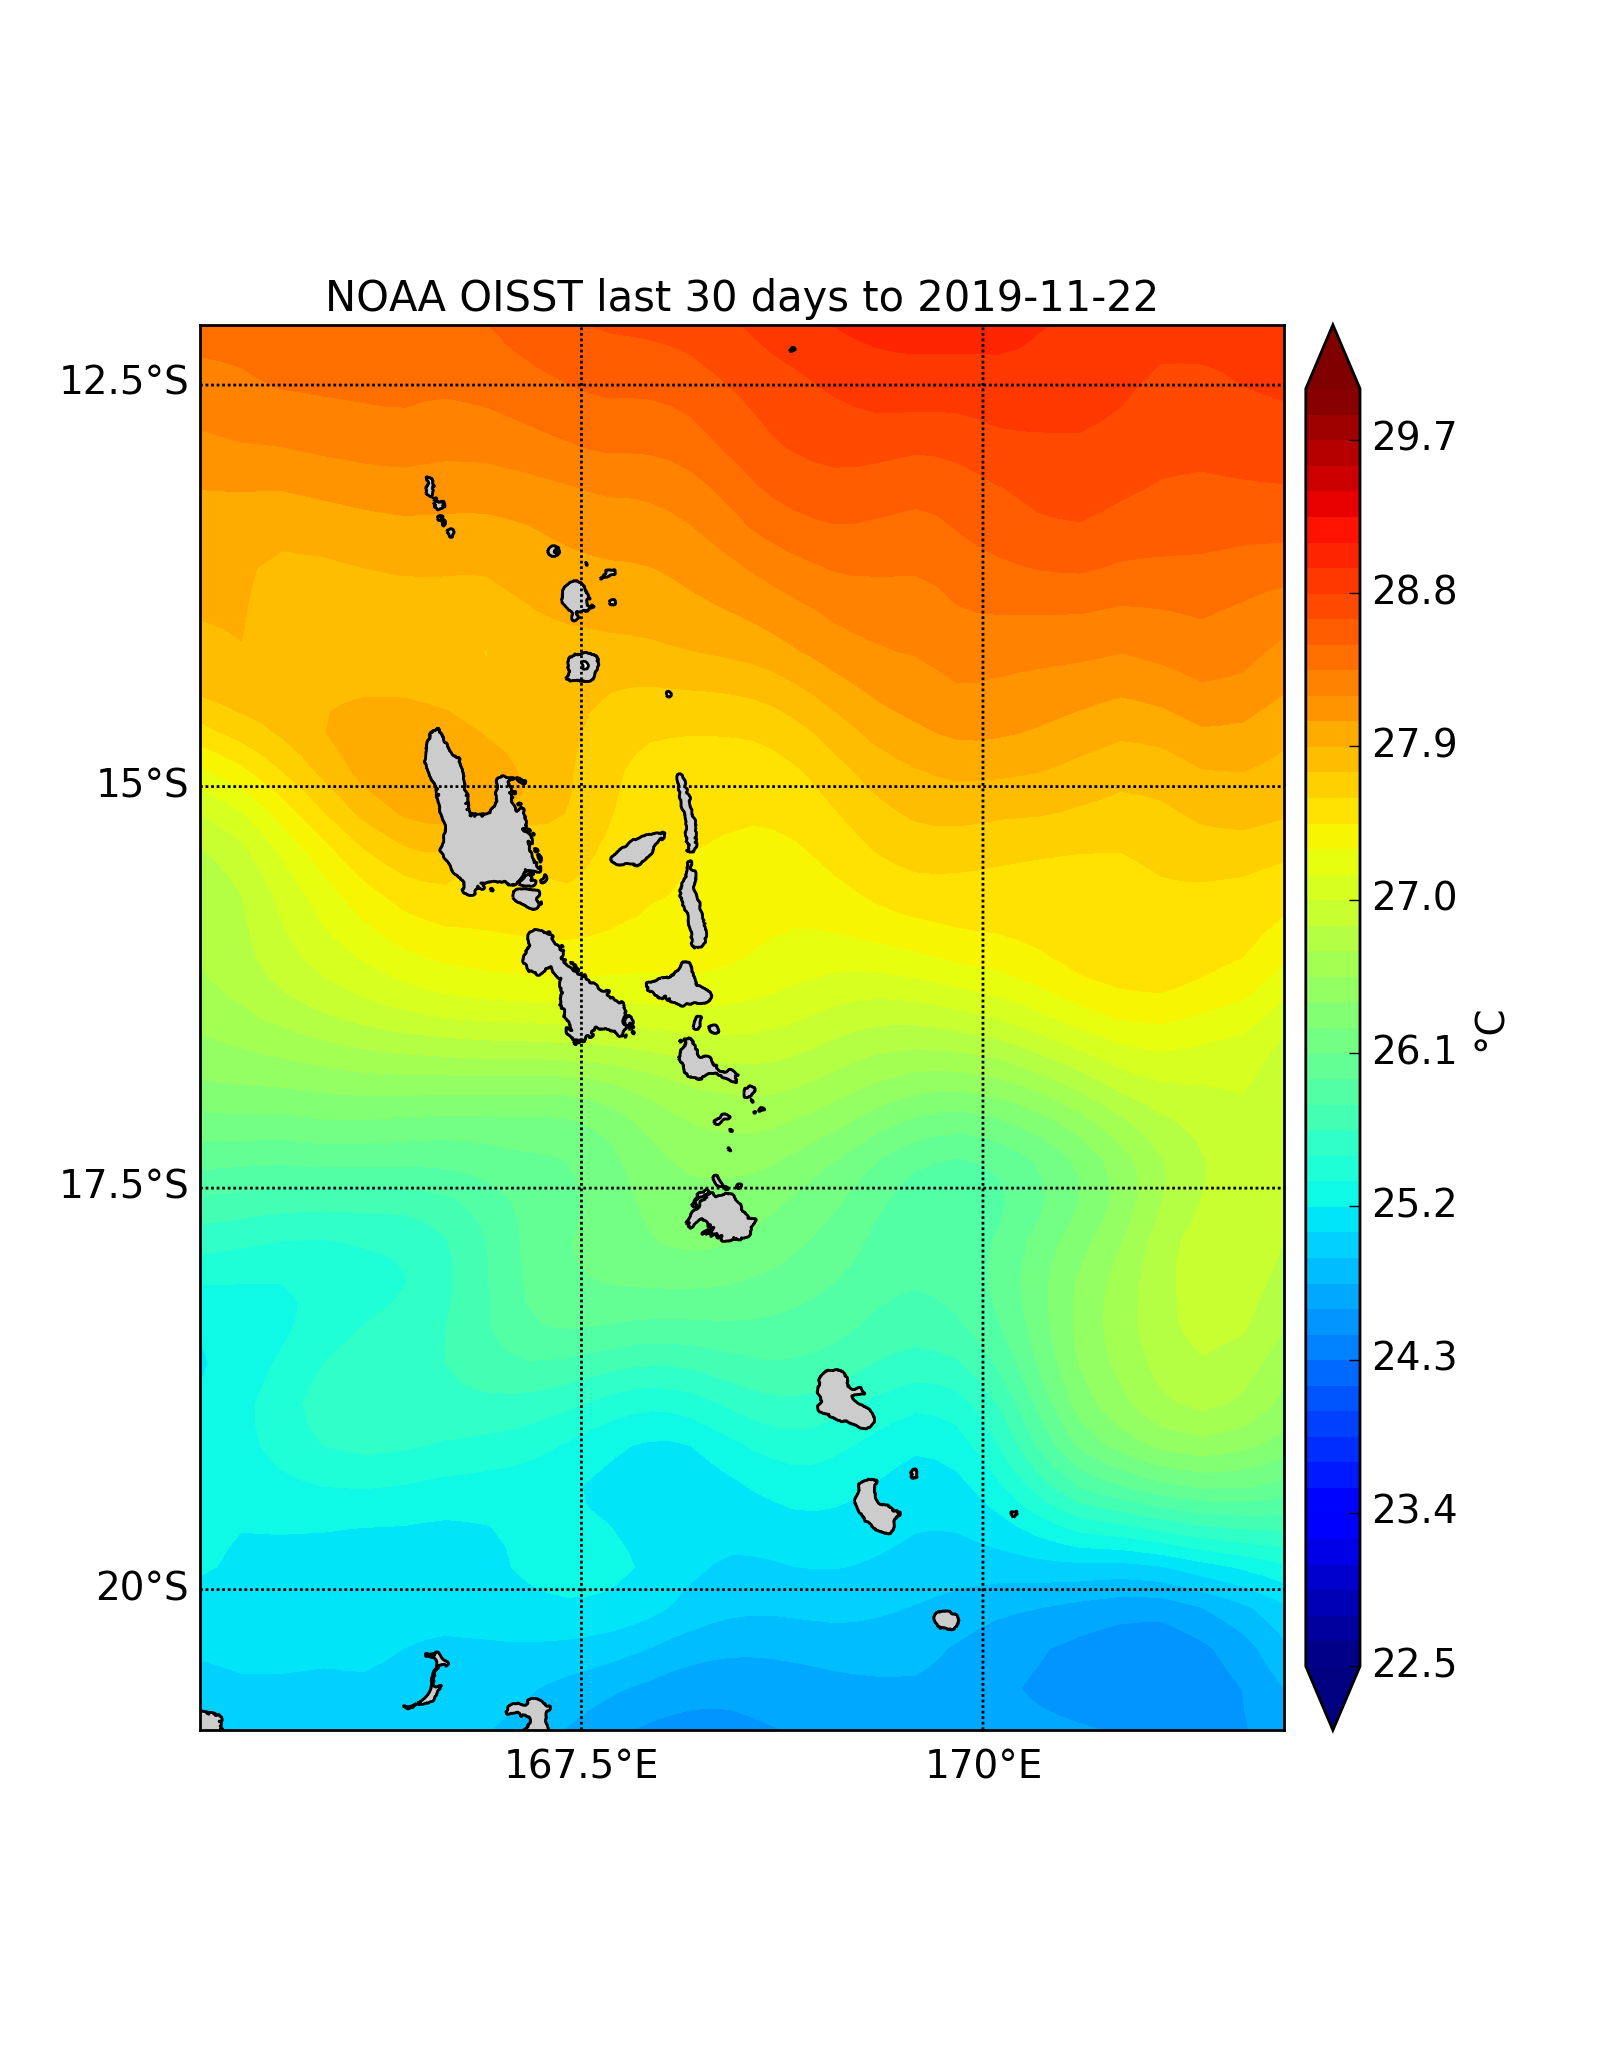 NOAA OISST last 30 days to 2019-11-22
12.5°S
15°S
17.5°S
20°S
167.5°E
170°E
29.7
28.8
27.9
27.0
26.1
25.2
24.3
23.4
22.5
°C